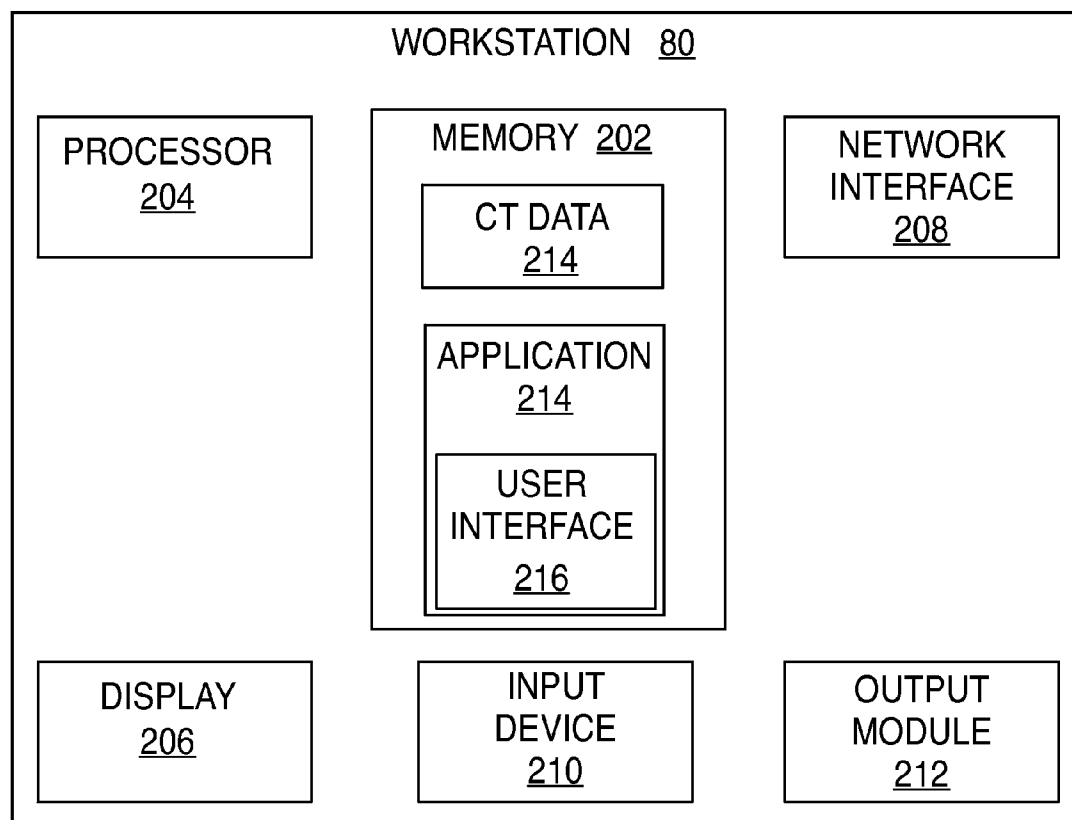 WORKSTATION 80
PROCESSOR
204
MEMORY 202
CT DATA
214
APPLICATION
214
USER
INTERFACE
216
NETWORK
INTERFACE
208
DISPLAY
206
INPUT
DEVICE
210
OUTPUT
MODULE
212